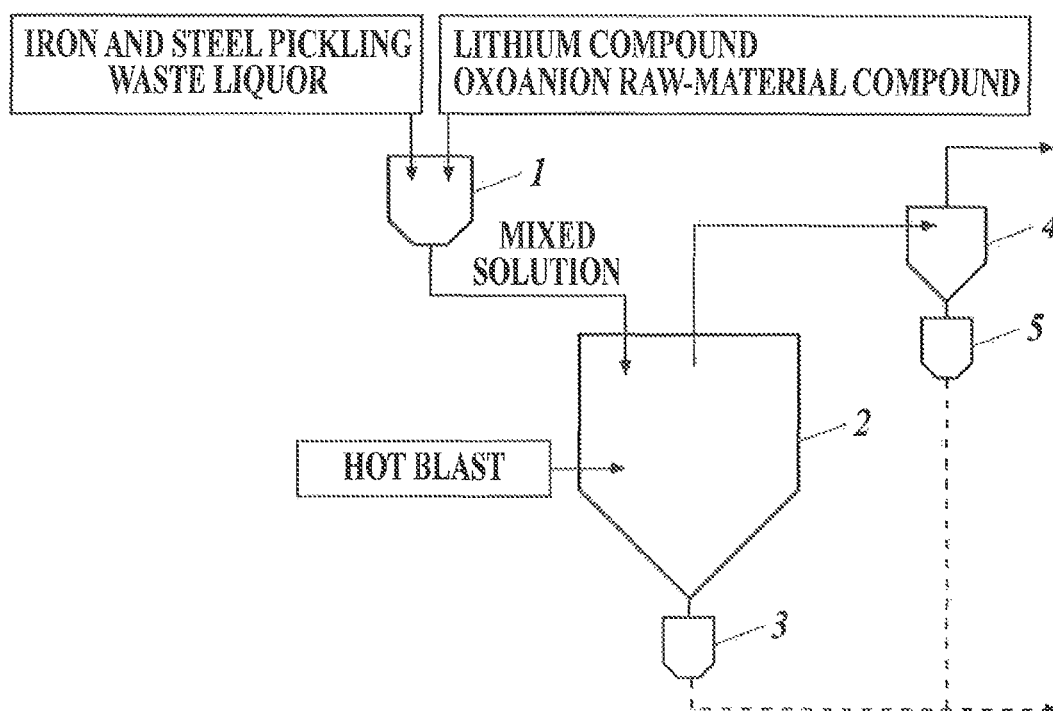 IRON AND STEEL PICKLING
WASTE LIQUOR
LITHIUM COMPOUND
OXOANION RAW-MATERIAL COMPOUND
1
MIXED
SOLUTION
4
5
2
HOT BLAST
3